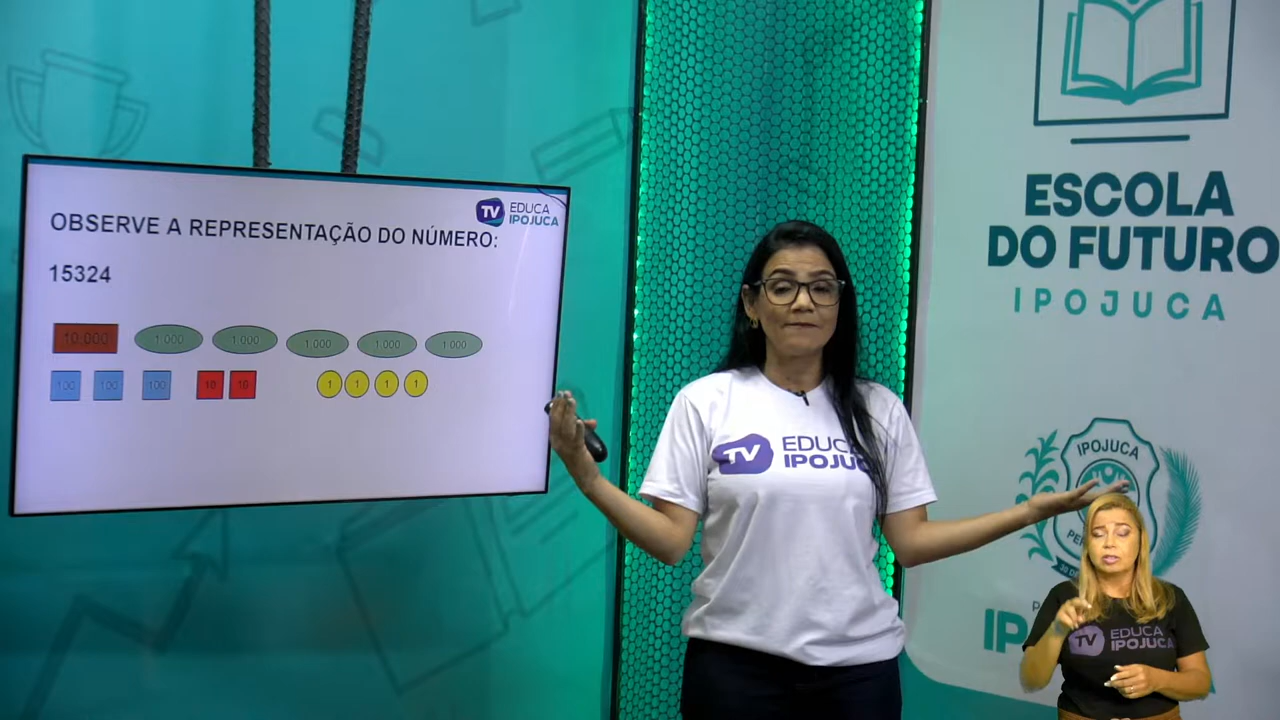 OBSERVE A REPRESENTAÇÃO DO NÚMERO:
TV EDUCA
IPOJUCA
15324
10.000 1.000 1.000 1.000 1.000 1.000
100 100 100 10 10 1 1 1 1
ESCOLA
DO FUTURO
IPOJUCA
TV EDUCA
IPOJUC
IPOJUCA
IP
TV EDUCA
IPOJUCA